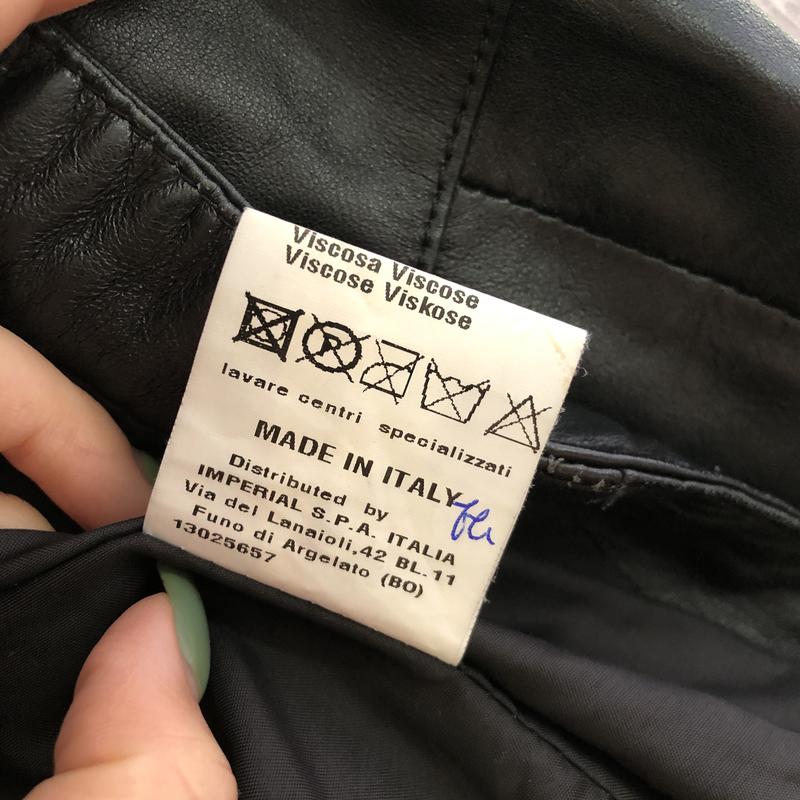 Viscosa Viscose
Viscose Viskose
P
lavare centri specializzati
MADE IN ITALY
Distributed by
IMPERIAL S.P.A. ITALIA
Via del Lanaioli,42 BL.11
Funo di Argelato (BO)
13025657